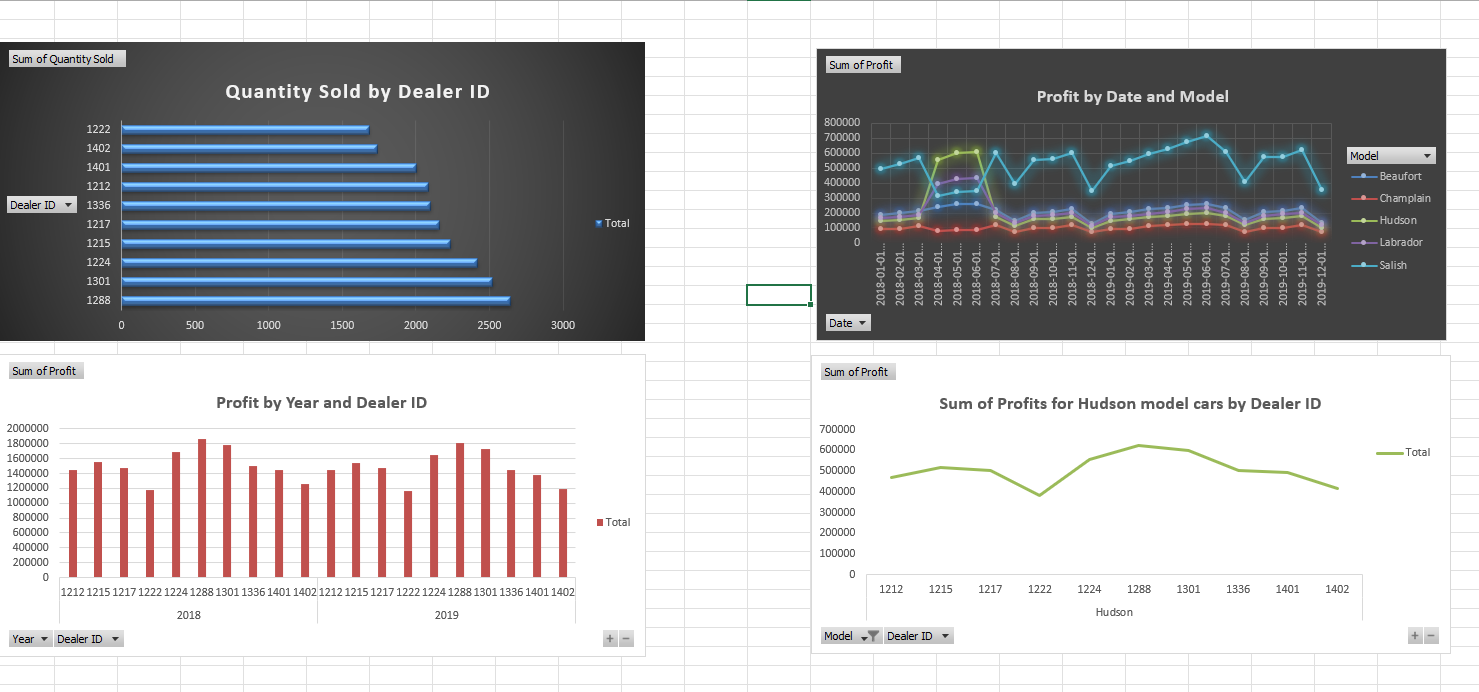 Sum of Quantity Sold
Quantity Sold by Dealer ID
1222
1402
1401
1212
1336
1217
1215
1224
1301
1288
Dealer ID
Total
0 500 1000 1500 2000 2500 3000
Sum of Profit
Profit by Date and Model
800000
700000
600000
500000
400000
300000
200000
100000
0
2018-01-01... 2018-02-01... 2018-03-01... 2018-04-01... 2018-05-01... 2018-06-01... 2018-07-01... 2018-08-01... 2018-09-01... 2018-10-01... 2018-11-01... 2018-12-01... 2019-01-01... 2019-02-01... 2019-03-01... 2019-04-01... 2019-05-01... 2019-06-01... 2019-07-01... 2019-08-01... 2019-09-01... 2019-10-01... 2019-11-01... 2019-12-01...
Model
Beaufort
Champlain
Hudson
Labrador
Salish
Date
Sum of Profit
Profit by Year and Dealer ID
2000000
1800000
1600000
1400000
1200000
1000000
800000
600000
400000
200000
0
1212 1215 1217 1222 1224 1288 1301 1336 1401 1402 1212 1215 1217 1222 1224 1288 1301 1336 1401 1402
2018 2019
Total
Year Dealer ID
+ −
Sum of Profit
Sum of Profits for Hudson model cars by Dealer ID
700000
600000
500000
400000
300000
200000
100000
0
1212 1215 1217 1222 1224 1288 1301 1336 1401 1402
Hudson
Total
Model Dealer ID
+ −